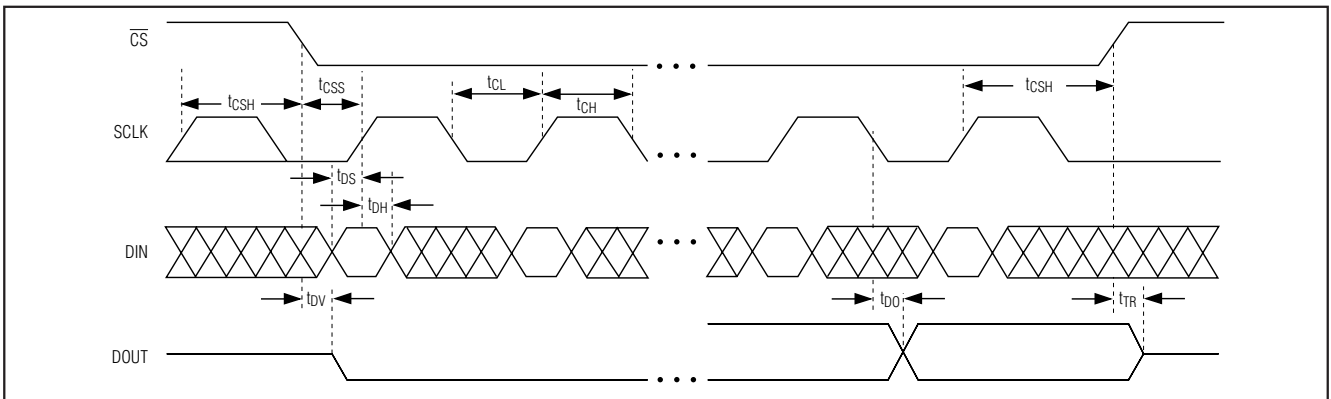 CS
tCSS
tCL
tCSH
tCH
tCSH
SCLK
tDS
tDH
DIN
tDV
tDO
tTR
DOUT